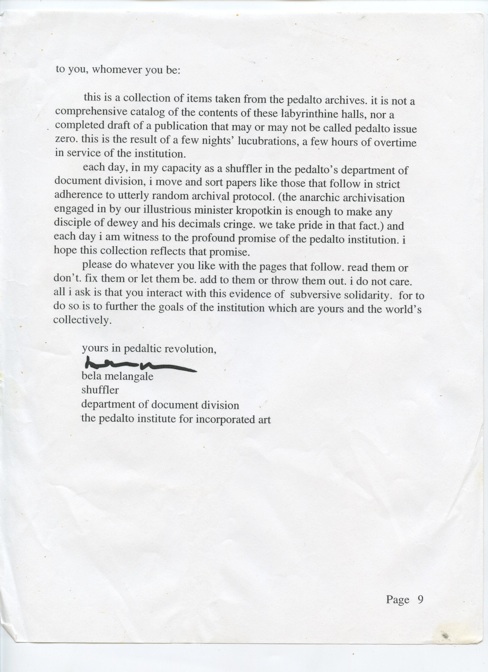 to you, whomever you be:
this is a collection of items taken from the pedalto archives. it is not a
comprehensive catalog of the contents of these labyrinthine halls, nor a
completed draft of a publication that may or may not be called pedalto issue
zero. this is the result of a few nights' lucubrations, a few hours of overtime
in service of the institution.
each day, in my capacity as a shuffler in the pedalto's department of
document division, i move and sort papers like those that follow in strict
adherence to utterly random archival protocol. (the anarchic archivisation
engaged in by our illustrious minister kropotkin is enough to make any
disciple of dewey and his decimals cringe. we take pride in that fact.) and
each day i am witness to the profound promise of the pedalto institution. i
hope this collection reflects that promise.
please do whatever you like with the pages that follow. read them or
don't. fix them or let them be. add to them or throw them out. i do not care.
all i ask is that you interact with this evidence of subversive solidarity. for to
do so is to further the goals of the institution which are yours and the world's
collectively.
yours in pedaltic revolution,
bela melangale
shuffler
department of document division
the pedalto institute for incorporated art
Page 9